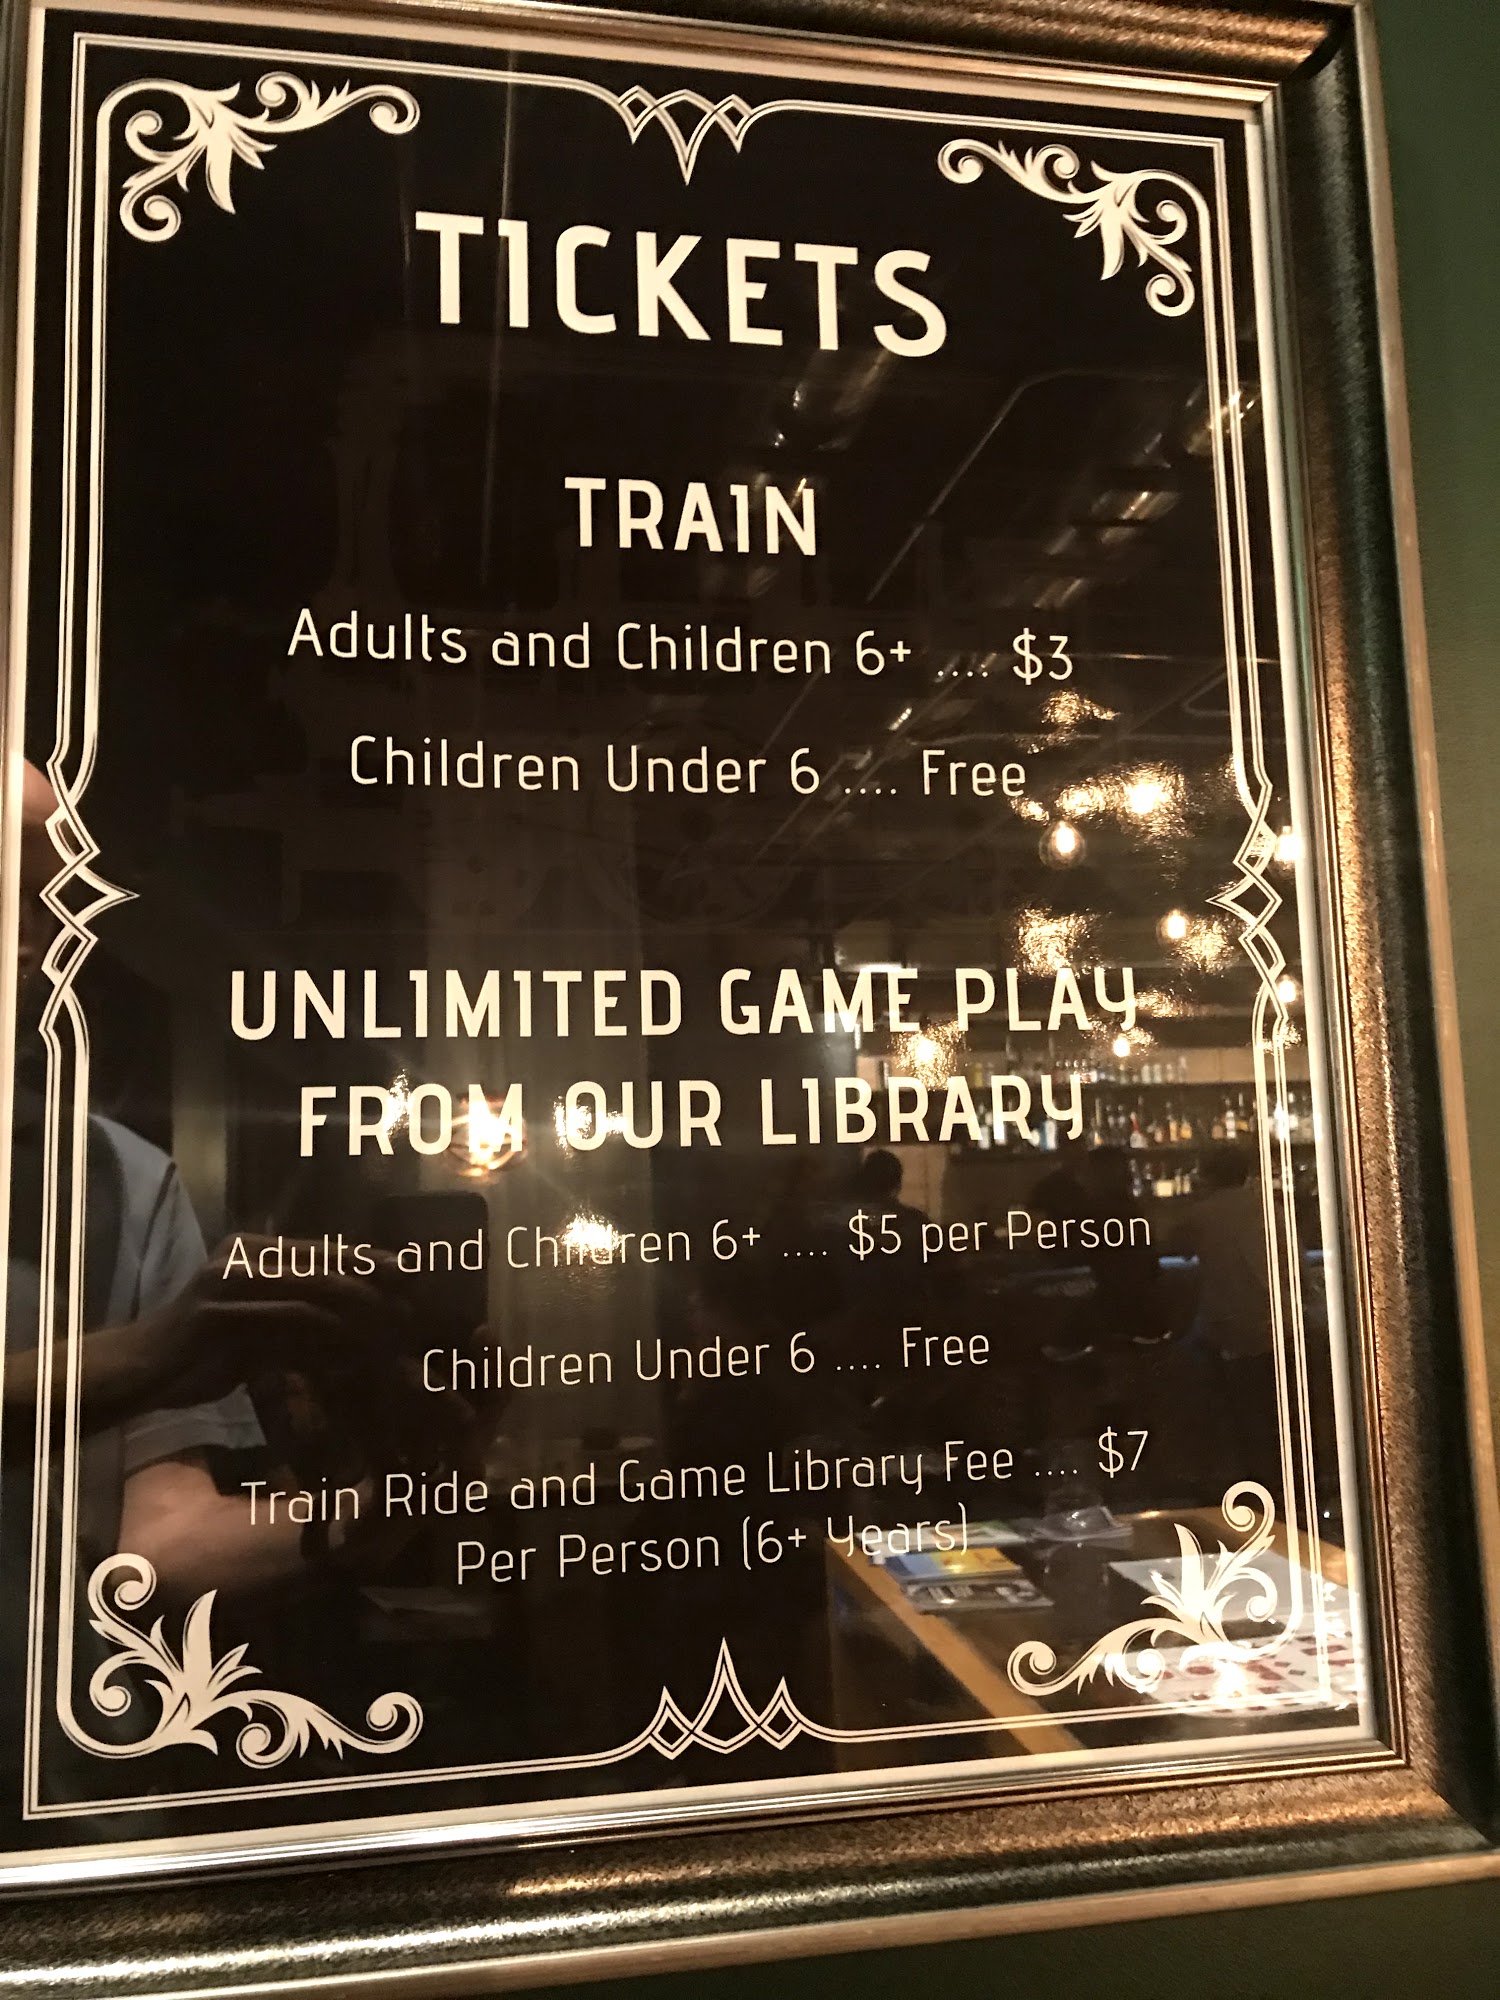 TICKETS
TRAIN
Adults and Children 6+ .... $3
Children Under 6 .... Free
UNLIMITED GAME PLAY
FROM OUR LIBRARY
Adults and Children 6+ .... $5 per Person
Children Under 6 .... Free
Train Ride and Game Library Fee .... $7
Per Person (6+ Years)